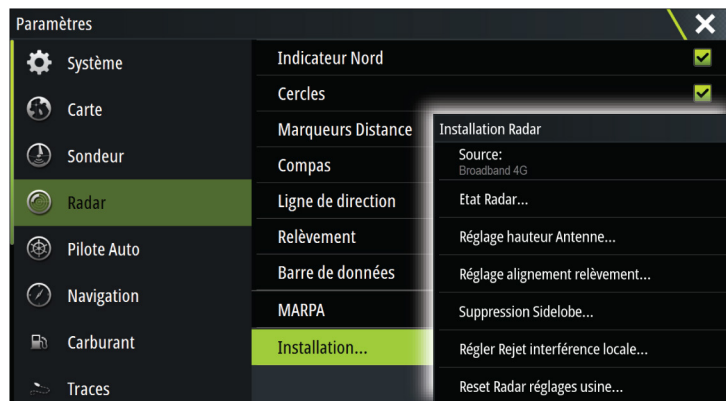 Paramètres
Système
Carte
Sondeur
Radar
Pilote Auto
Navigation
Carburant
Traces
Indicateur Nord
Cercles
Marqueurs Distance
Compas
Ligne de direction
Relèvement
Barre de données
MARPA
Installation...
Installation Radar
Source:
Broadband 4G
Etat Radar...
Réglage hauteur Antenne...
Réglage alignement relèvement...
Suppression Sidelobe...
Régler Rejet interférence locale...
Reset Radar réglages usine...